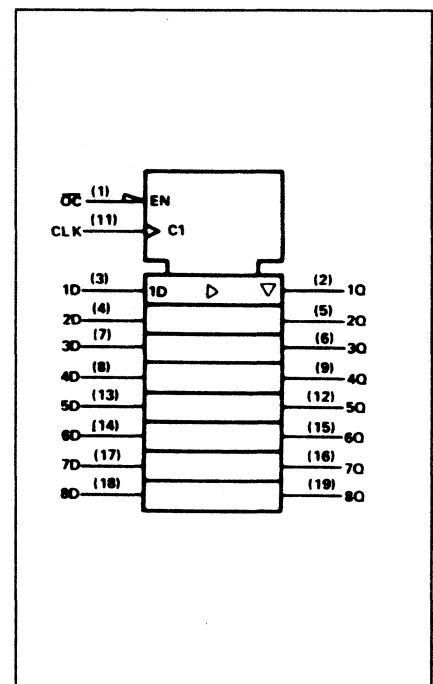 O̅C̅ (1) EN
CLK (11) C1
1D (3) 1D (2) 1Q
2D (4) (5) 2Q
3D (7) (6) 3Q
4D (8) (9) 4Q
5D (13) (12) 5Q
6D (14) (15) 6Q
7D (17) (16) 7Q
8D (18) (19) 8Q